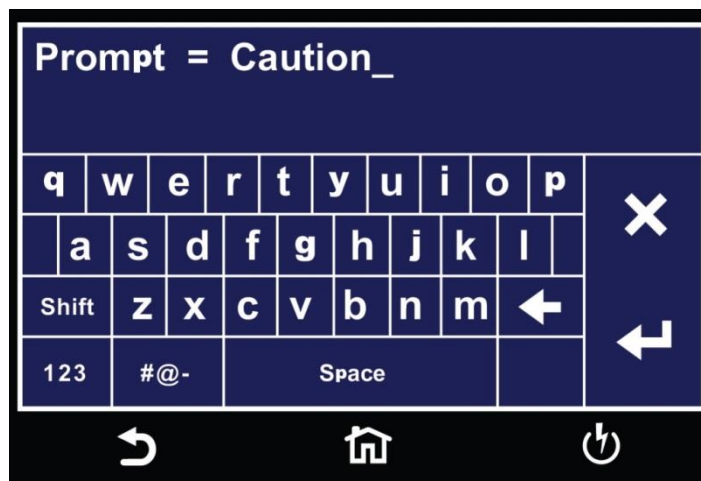 Prompt = Caution_
q w e r t y u i o p
a s d f g h j k l
Shift z x c v b n m
123 #@- Space